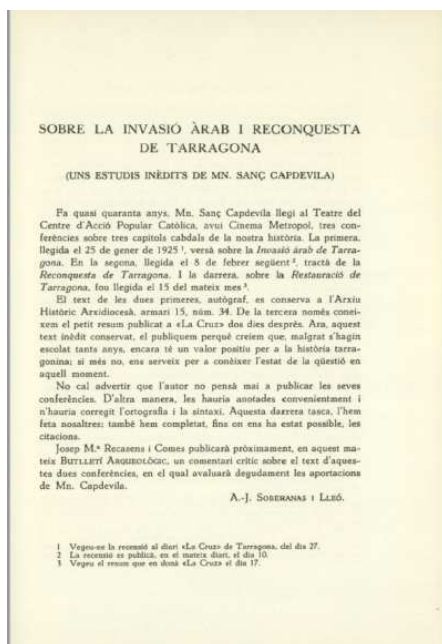 SOBRE LA INVASIÓ ÀRAB I RECONQUESTA
DE TARRAGONA
(UNS ESTUDIS INÈDITS DE MN. SANÇ CAPDEVILA)
Fa quasi quaranta anys, Mn. Sanç Capdevila llegí al Teatre del
Centre d'Acció Popular Catòlica, avui Cinema Metropol, tres con-
ferències sobre tres capítols cabdals de la nostra història. La primera,
llegida el 25 de gener de 1925 1, versà sobre la Invasió àrab de Tarra-
gona. En la segona, llegida el 8 de febrer següent 2, tractà de la
Reconquesta de Tarragona. I la darrera, sobre la Restauració de
Tarragona, fou llegida el 15 del mateix mes 3.
El text de les dues primeres, autògraf, es conserva a l'Arxiu
Històric Arxidiocesà, armari 15, núm. 34. De la tercera només conei-
xem el petit resum publicat a «La Cruz» dos dies després. Ara, aquest
text inèdit conservat, el publiquem perquè creiem que, malgrat s'hagin
escolat tants anys, encara té un valor positiu per a la història tarra-
gonina; si més no, ens serveix per a conèixer l'estat de la qüestió en
aquell moment.
No cal advertir que l'autor no pensà mai a publicar les seves
conferències. D'altra manera, les hauria anotades convenientment i
n'hauria corregit l'ortografia i la sintaxi. Aquesta darrera tasca, l'hem
feta nosaltres; també hem completat, fins on ens ha estat possible, les
citacions.
Josep M.ª Recasens i Comes publicarà pròximament, en aquest ma-
teix BUTLLETÍ ARQUEOLÒGIC, un comentari crític sobre el text d'aques-
tes dues conferències, en el qual avaluarà degudament les aportacions
de Mn. Capdevila.
A.-J. SOBERANAS I LLEÓ.
1 Vegeu-ne la recensió al diari «La Cruz» de Tarragona, del dia 27.
2 La recensió es publicà, en el mateix diari, el dia 10.
3 Vegeu el resum que en donà «La Cruz» el dia 17.